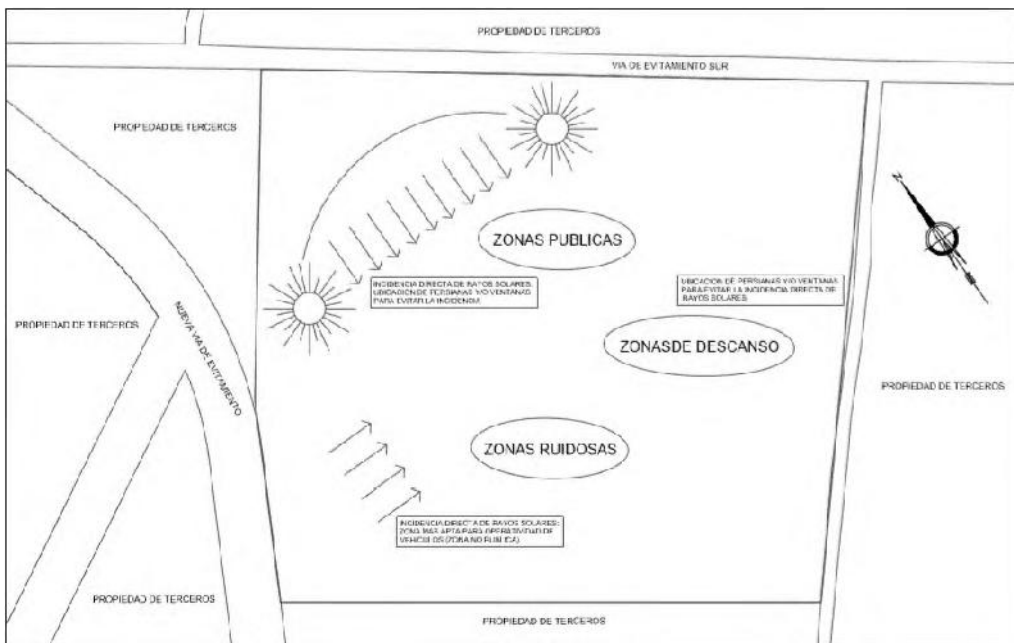 PROPIEDAD DE TERCEROS
VIA DE EVITAMIENTO SUR
PROPIEDAD DE TERCEROS
ZONAS PUBLICAS
INCIDENCIA DIRECTA DE RAYOS SOLARES:
UBICACION DE PERSIANAS Y/O VENTANAS
PARA EVITAR LA INCIDENCIA
UBICACION DE PERSIANAS Y/O VENTANAS
PARA EVITAR LA INCIDENCIA DIRECTA DE
RAYOS SOLARES
N
PROPIEDAD DE TERCEROS
NUEVA VIA DE EVITAMIENTO
ZONASDE DESCANSO
PROPIEDAD DE TERCEROS
ZONAS RUIDOSAS
INCIDENCIA DIRECTA DE RAYOS SOLARES:
ZONA MAS APTA PARA OPERATIVIDAD DE
VEHICULOS (ZONA NO PUBLICA)
PROPIEDAD DE TERCEROS
PROPIEDAD DE TERCEROS